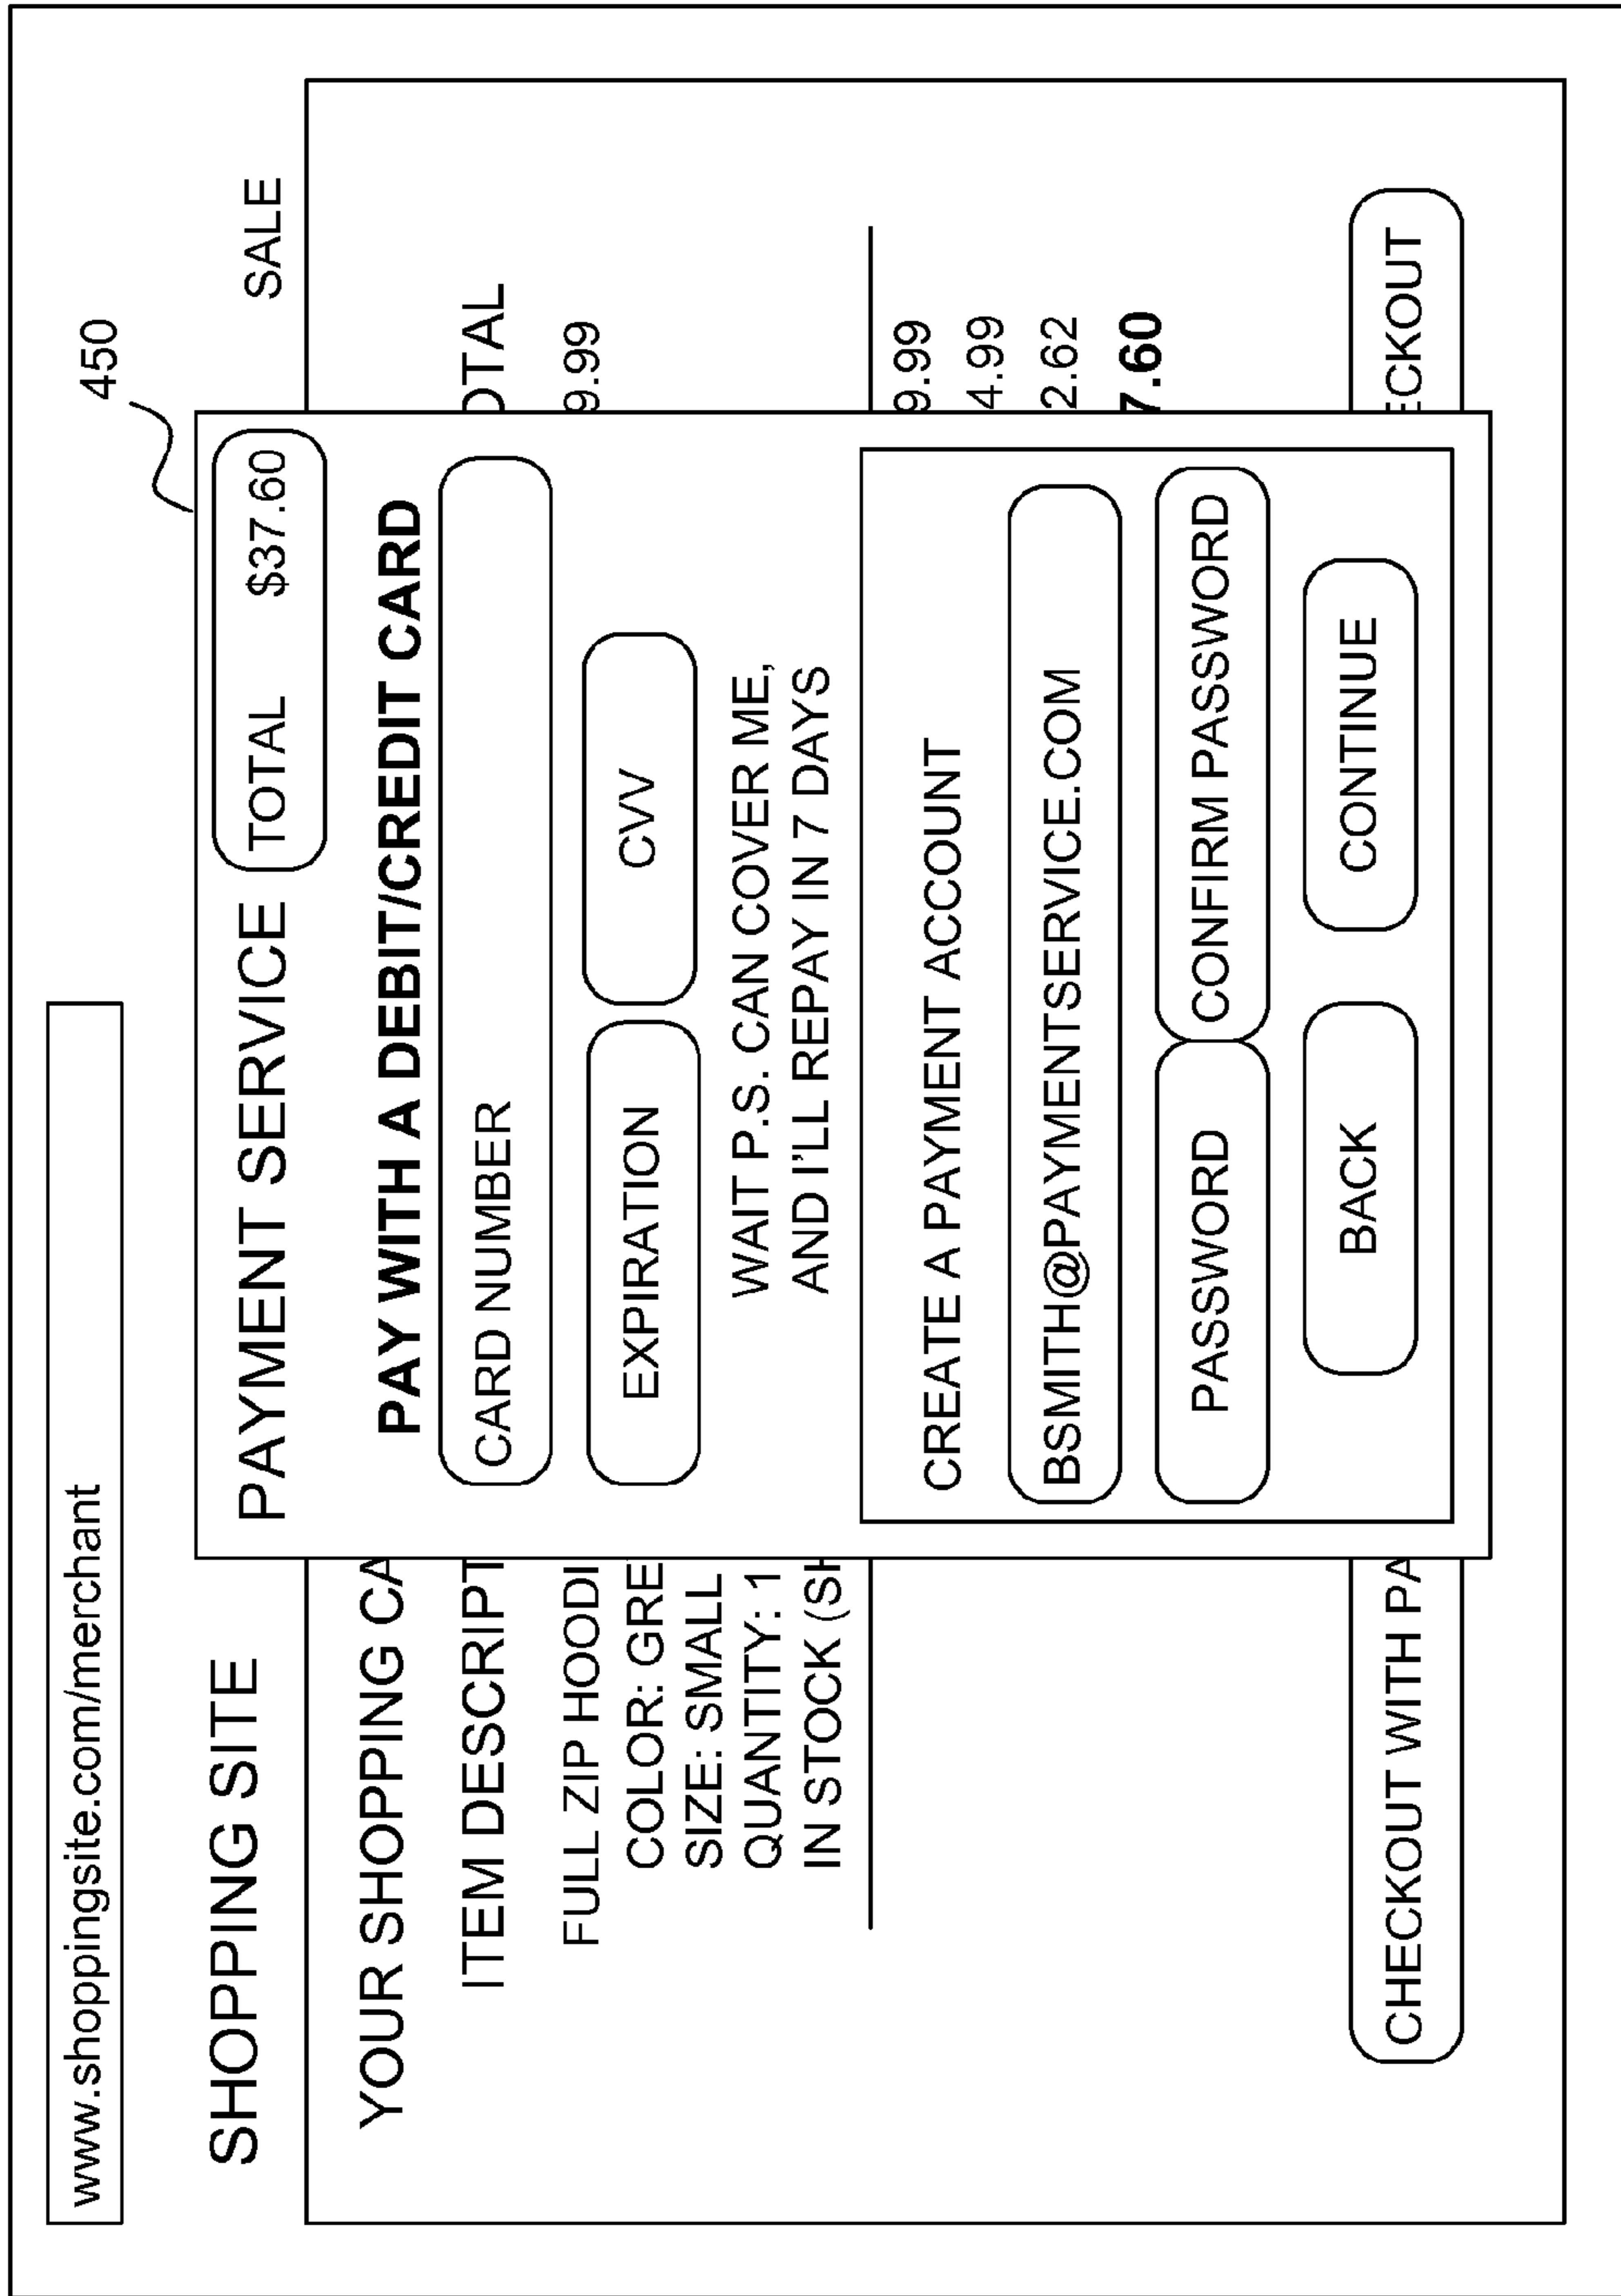 www.shoppingsite.com/merchant
450
SHOPPING SITE
SALE
YOUR SHOPPING CA
ITEM DESCRIPT
OTAL
FULL ZIP HOODI
9.99
COLOR: GRE
SIZE: SMALL
QUANTITY: 1
IN STOCK (SH
9.99
4.99
2.62
7.60
CHECKOUT WITH PA
ECKOUT
PAYMENT SERVICE
TOTAL $37.60
PAY WITH A DEBIT/CREDIT CARD
CARD NUMBER
EXPIRATION
CVV
WAIT P.S. CAN COVER ME,
AND I'LL REPAY IN 7 DAYS
CREATE A PAYMENT ACCOUNT
BSMITH@PAYMENTSERVICE.COM
PASSWORD
CONFIRM PASSWORD
BACK
CONTINUE